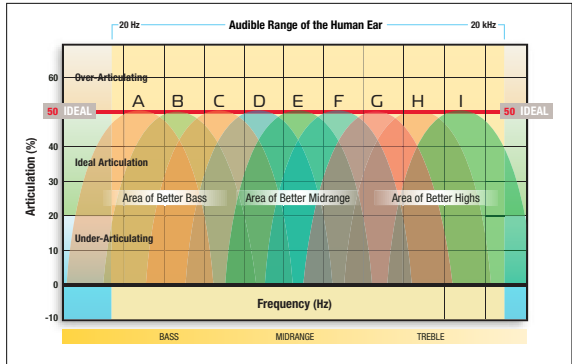 20 Hz Audible Range of the Human Ear 20 kHz
Over-Articulating
A B C D E F G H I
50 IDEAL 50 IDEAL
Ideal Articulation
Area of Better Bass Area of Better Midrange Area of Better Highs
Under-Articulating
60
40
30
20
10
0
-10
Articulation (%)
Frequency (Hz)
BASS MIDRANGE TREBLE